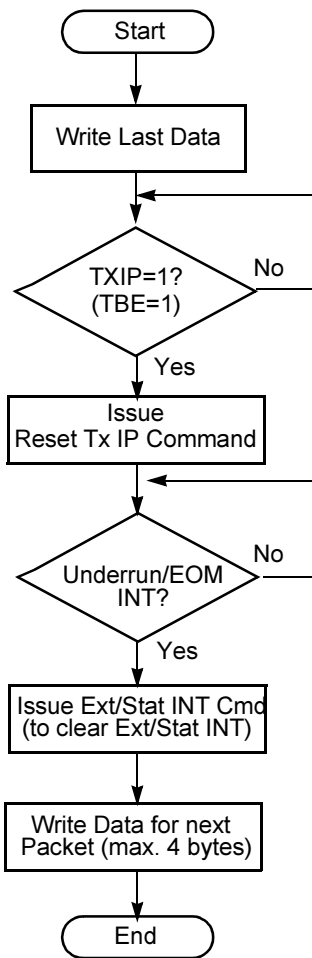 Start
Write Last Data
TXIP=1?
(TBE=1)
No
Yes
Issue
Reset Tx IP Command
Underrun/EOM
INT?
No
Yes
Issue Ext/Stat INT Cmd
(to clear Ext/Stat INT)
Write Data for next
Packet (max. 4 bytes)
End